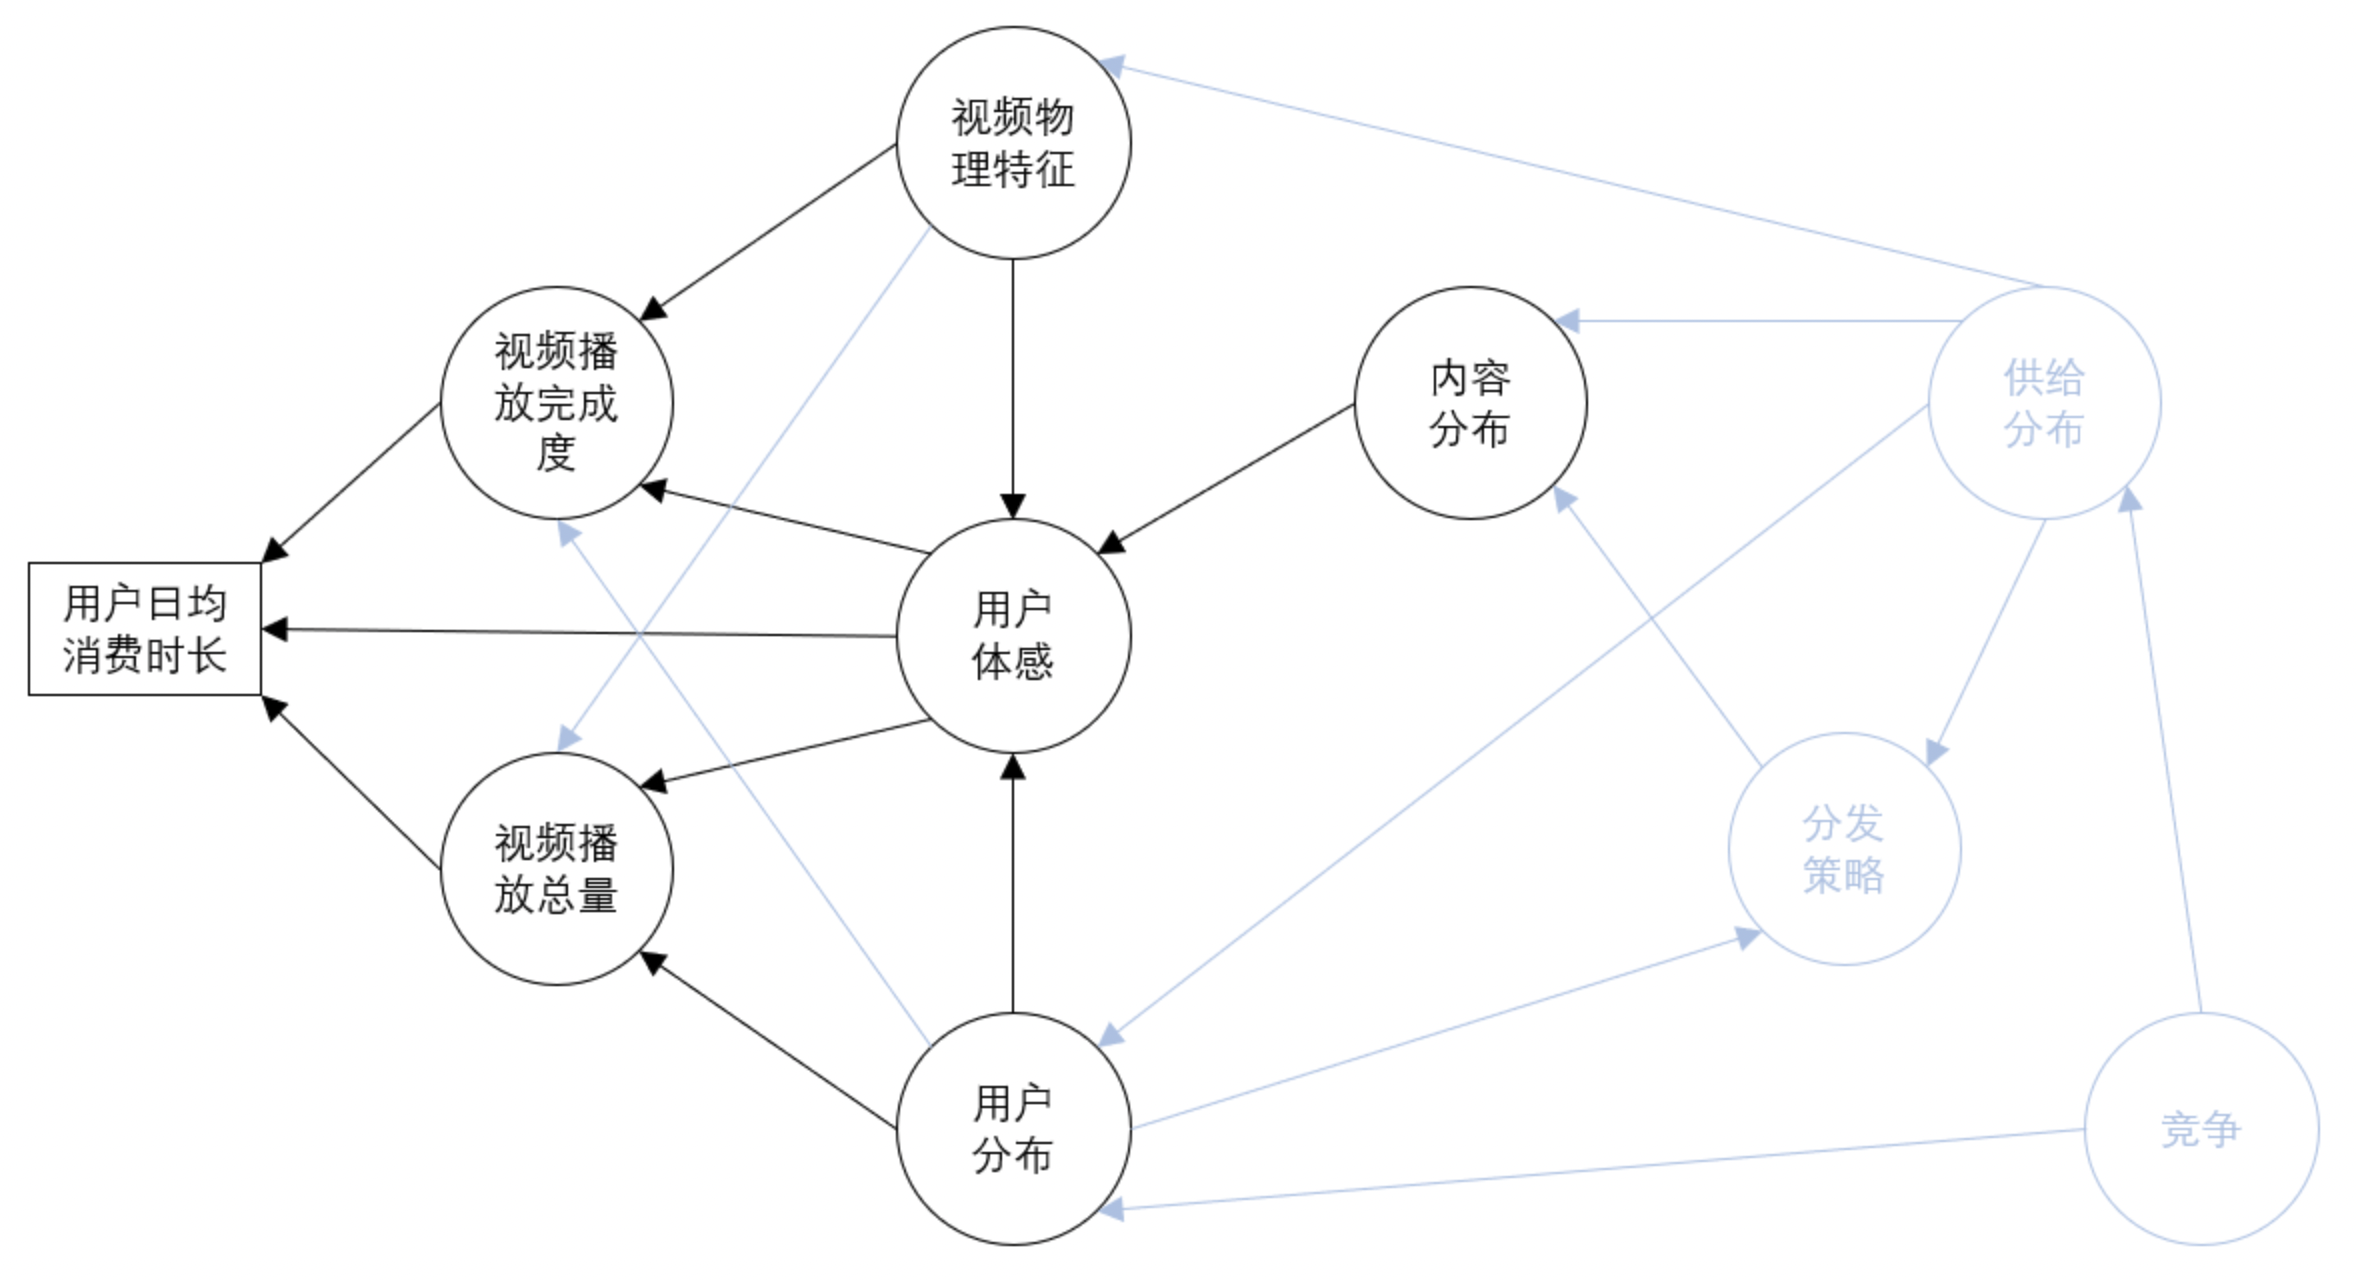 视频物
理特征
视频播
放完成
度
内容
分布
供给
分布
用户日均
消费时长
用户
体感
视频播
放总量
分发
策略
用户
分布
竞争